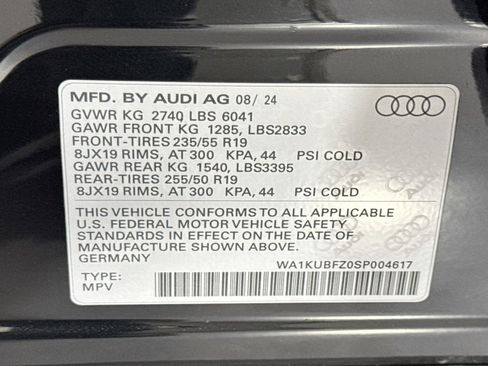 MFD. BY AUDI AG 08/ 24
GVWR KG 2740 LBS 6041
GAWR FRONT KG 1285, LBS2833
FRONT-TIRES 235/55 R19
8JX19 RIMS, AT 300 KPA, 44 PSI COLD
GAWR REAR KG 1540, LBS3395
REAR-TIRES 255/50 R19
8JX19 RIMS, AT 300 KPA, 44 PSI COLD
THIS VEHICLE CONFORMS TO ALL APPLICABLE
U.S. FEDERAL MOTOR VEHICLE SAFETY
STANDARDS IN EFFECT ON THE DATE OF
MANUFACTURE SHOWN ABOVE.
GERMANY WA1KUBFZ0SP004617
TYPE:
MPV